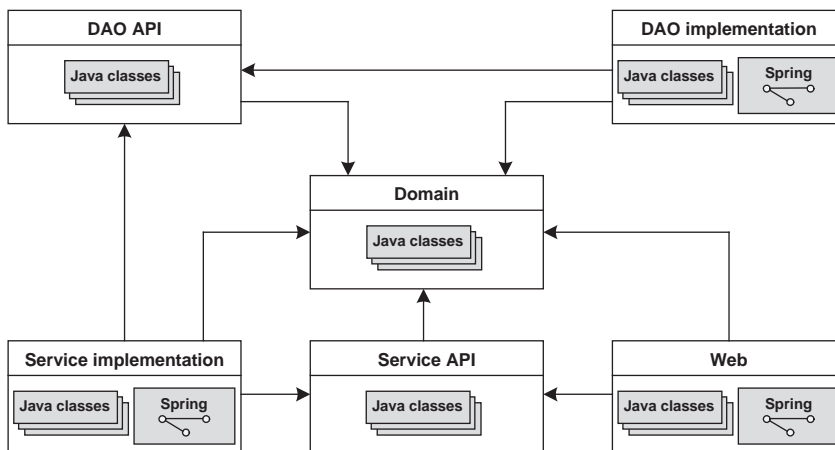 DAO API
DAO implementation
Java classes
Java classes
Spring
Domain
Java classes
Service implementation
Service API
Web
Java classes
Spring
Java classes
Java classes
Spring